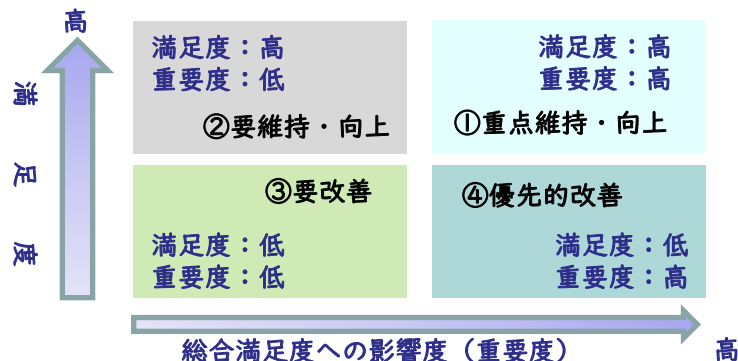 高
満足度
満足度：高
重要度：低
②要維持・向上
満足度：高
重要度：高
①重点維持・向上
③要改善
満足度：低
重要度：低
④優先的改善
満足度：低
重要度：高
総合満足度への影響度（重要度）
高